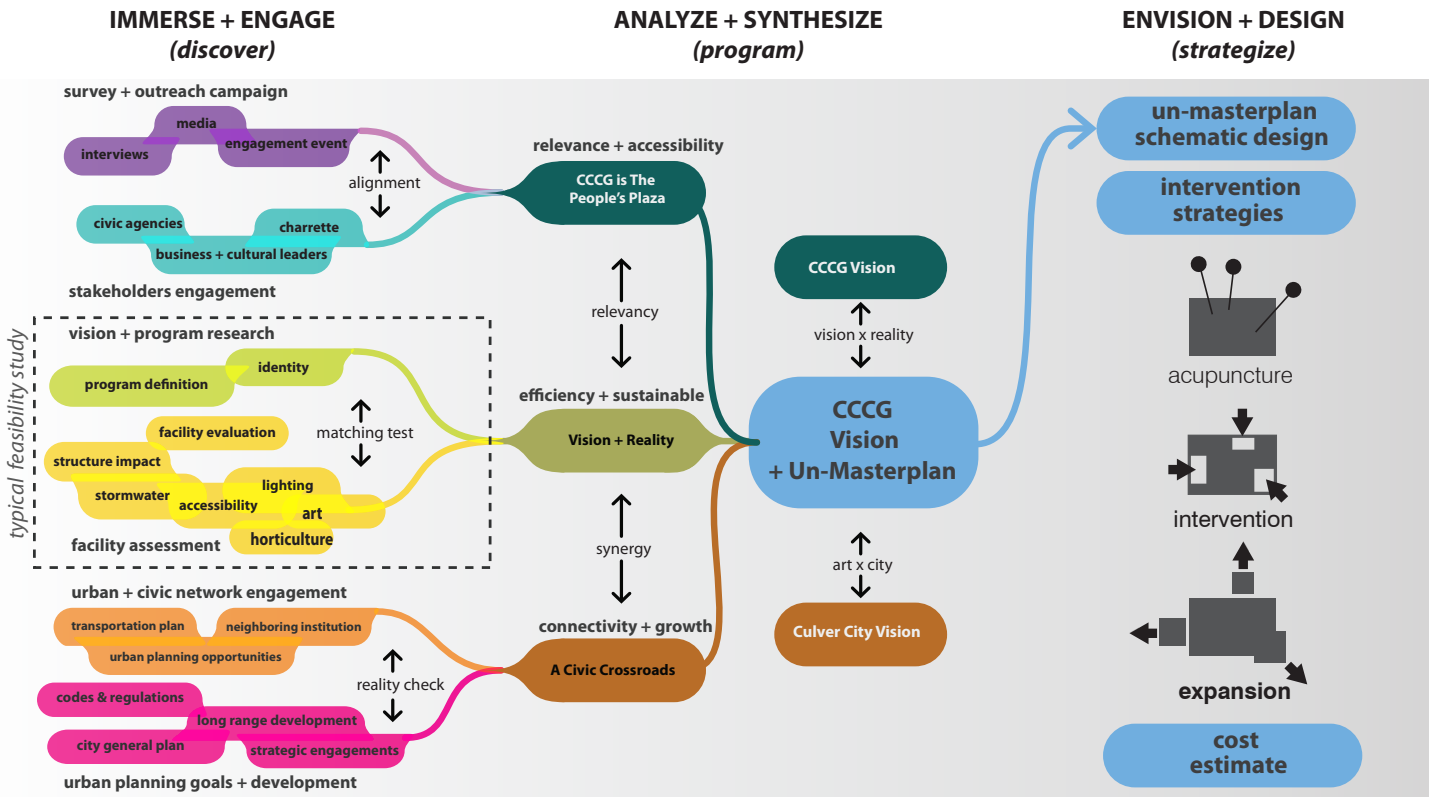 IMMERSE + ENGAGE
(discover)
ANALYZE + SYNTHESIZE
(program)
ENVISION + DESIGN
(strategize)
survey + outreach campaign
media
interviews
engagement event
alignment
civic agencies
charrette
business + cultural leaders
stakeholders engagement
typical feasibility study
vision + program research
identity
program definition
facility evaluation
matching test
structure impact
stormwater
lighting
accessibility
art
horticulture
facility assessment
urban + civic network engagement
transportation plan
neighboring institution
urban planning opportunities
reality check
codes & regulations
long range development
city general plan
strategic engagements
urban planning goals + development
relevance + accessibility
CCCG is The
People's Plaza
relevancy
efficiency + sustainable
Vision + Reality
synergy
connectivity + growth
A Civic Crossroads
CCCG Vision
vision x reality
CCCG
Vision
+ Un-Masterplan
art x city
Culver City Vision
un-masterplan
schematic design
intervention
strategies
acupuncture
intervention
expansion
cost
estimate